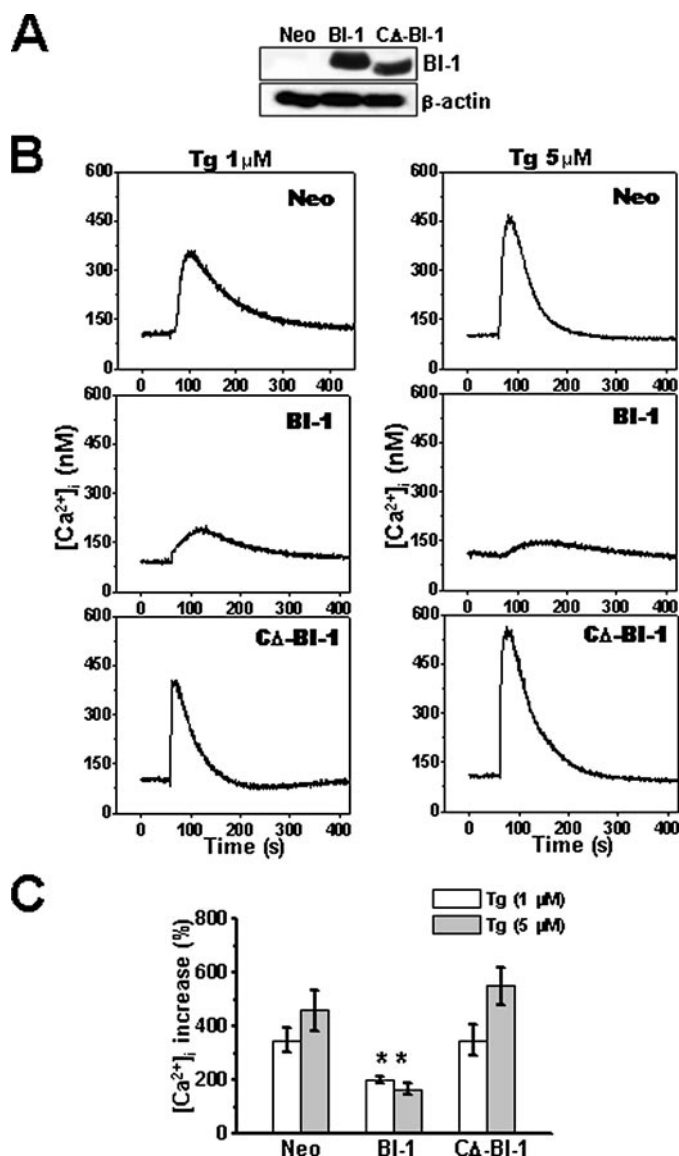 A
Neo BI-1 CΔ-BI-1
BI-1
β-actin
B
Tg 1μM
Tg 5μM
600
450
300
150
0
Neo
0 100 200 300 400
600
450
300
150
0
Neo
0 100 200 300 400
[Ca²⁺]ᵢ (nM)
600
450
300
150
0
BI-1
0 100 200 300 400
[Ca²⁺]ᵢ (nM)
600
450
300
150
0
BI-1
0 100 200 300 400
600
450
300
150
0
CΔ-BI-1
0 100 200 300 400
Time (s)
600
450
300
150
0
CΔ-BI-1
0 100 200 300 400
Time (s)
C
[Ca²⁺]ᵢ increase (%)
800
600
400
200
0
Tg (1 μM)
Tg (5 μM)
* *
Neo BI-1 CΔ-BI-1